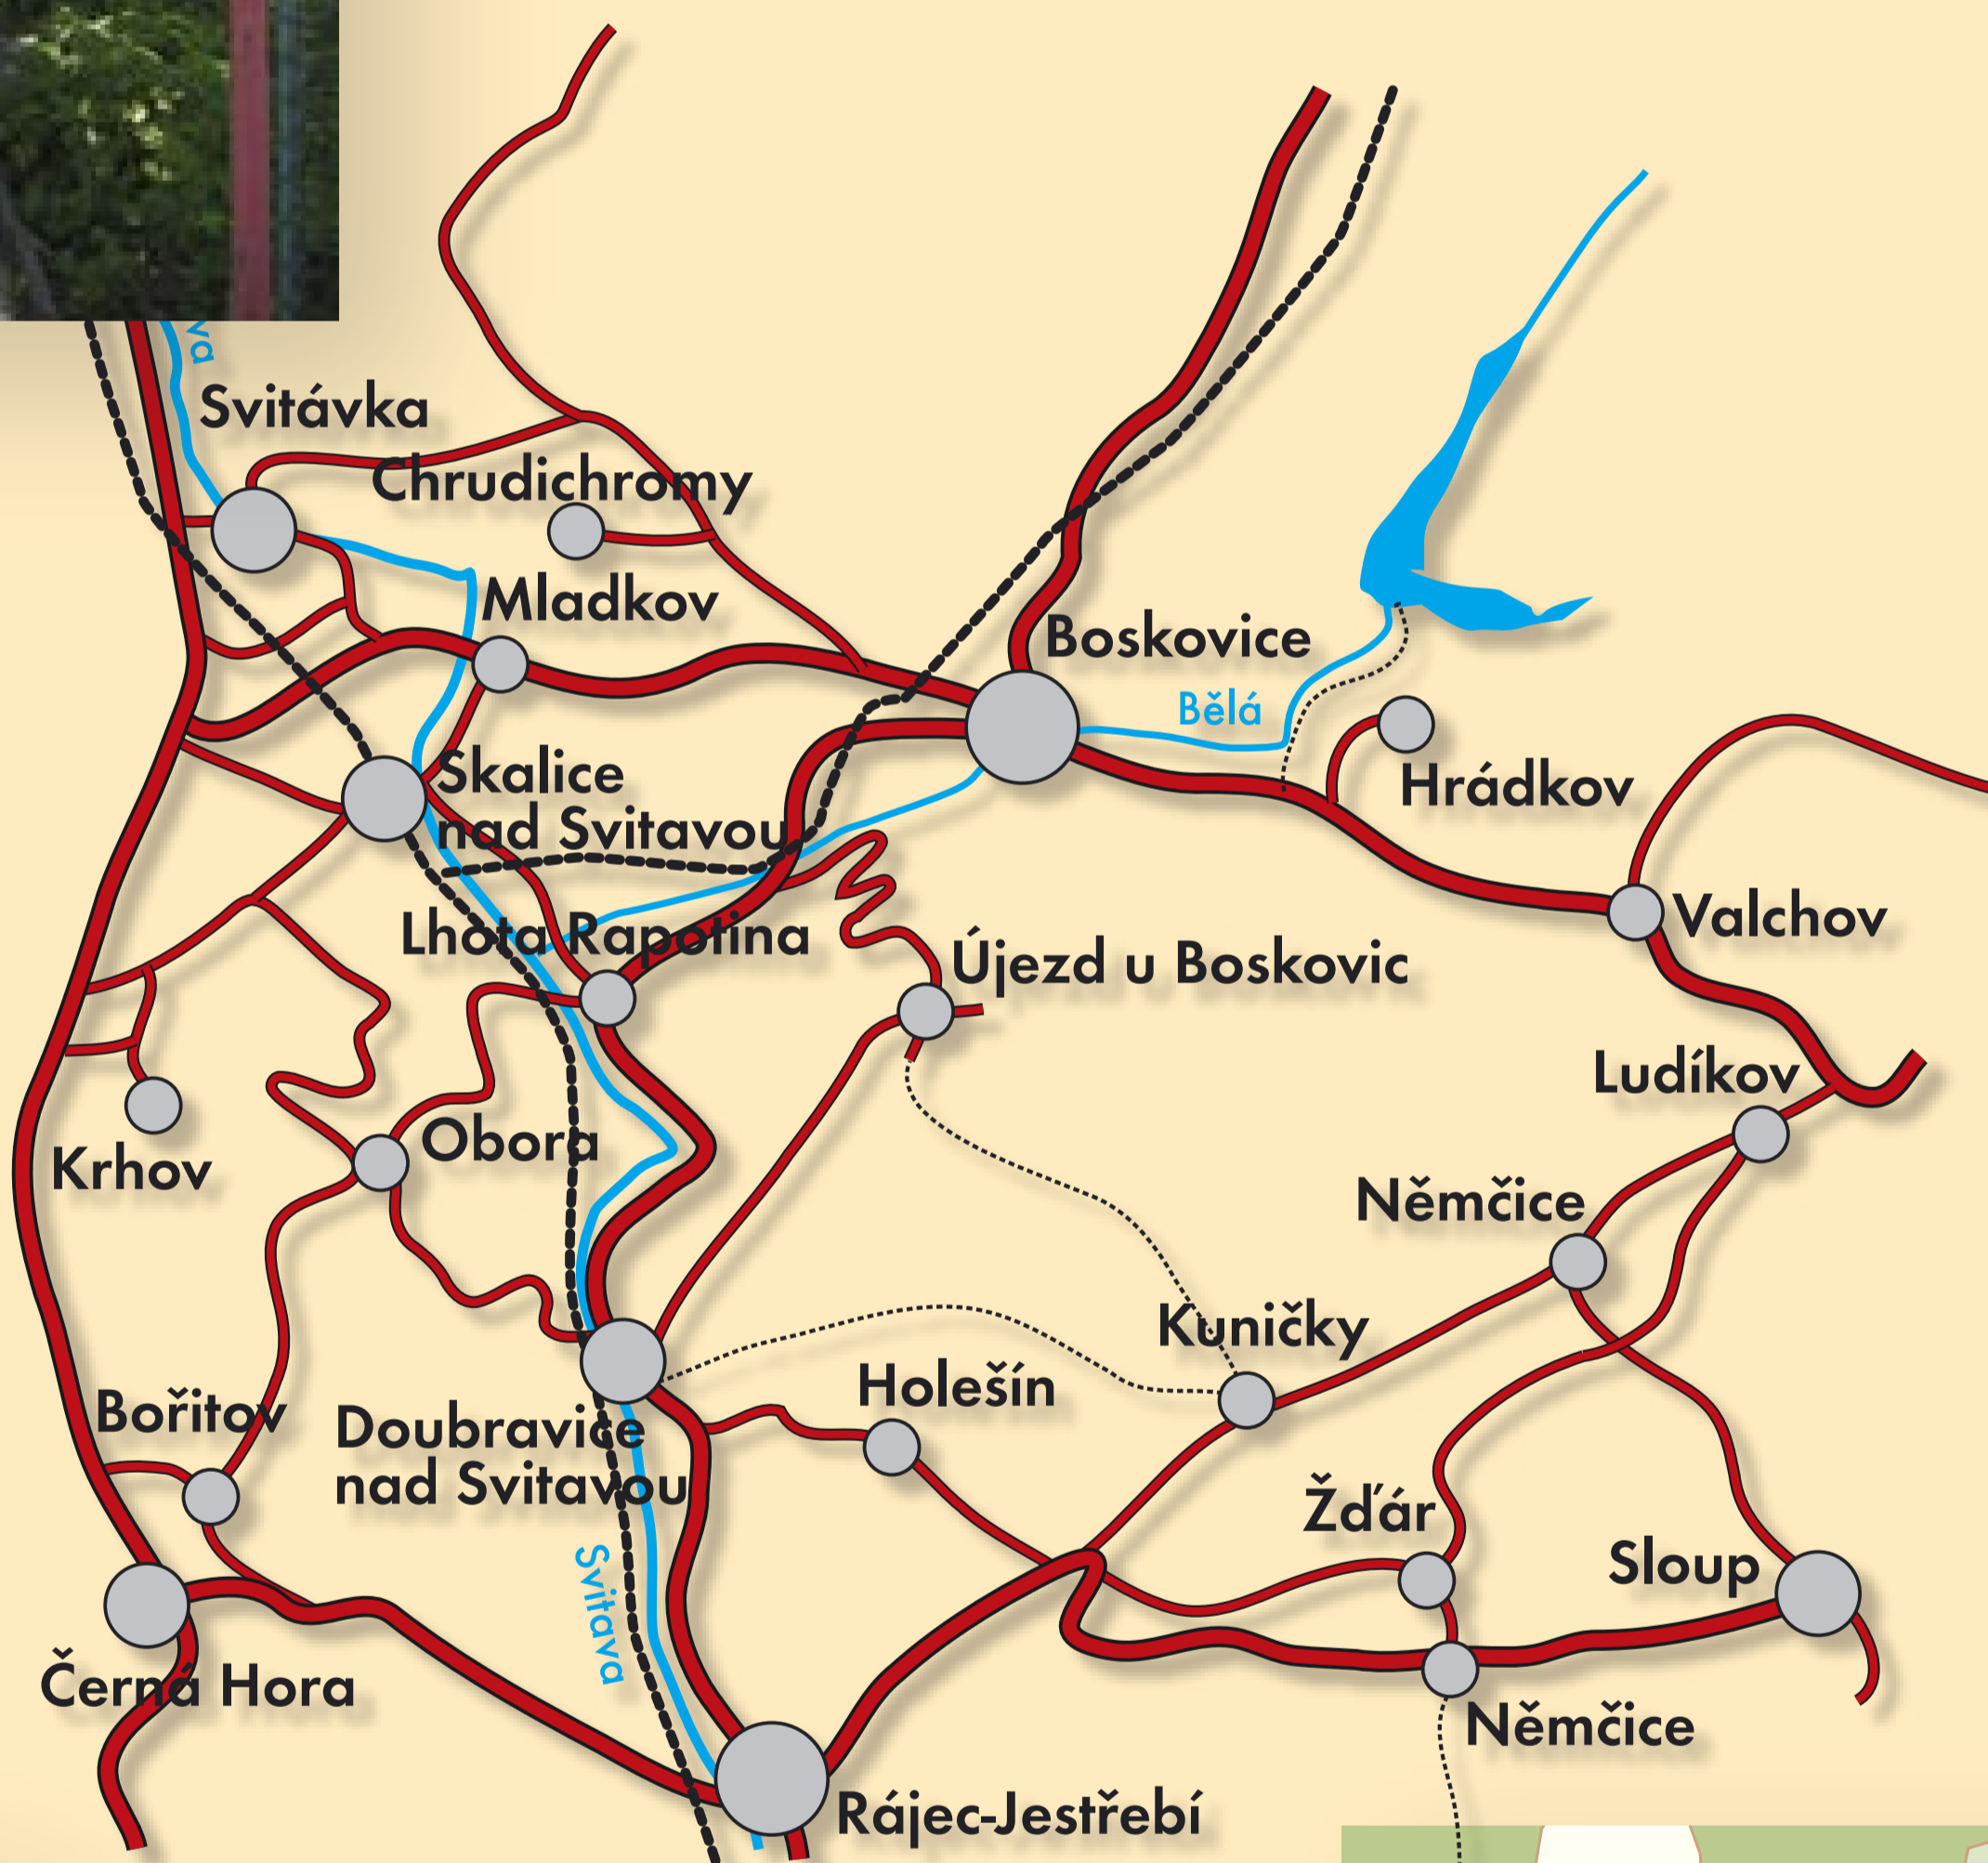 va
Svitávka
Chrudichromy
Mladkov
Boskovice
Bělá
Hrádkov
Skalice
nad Svitavou
Valchov
Lhota Rapotina
Újezd u Boskovic
Ludíkov
Obora
Krhov
Němčice
Kuničky
Holešín
Bořitov
Doubravice
nad Svitavou
Žďár
Sloup
Svitava
Černá Hora
Němčice
Rájec-Jestřebí